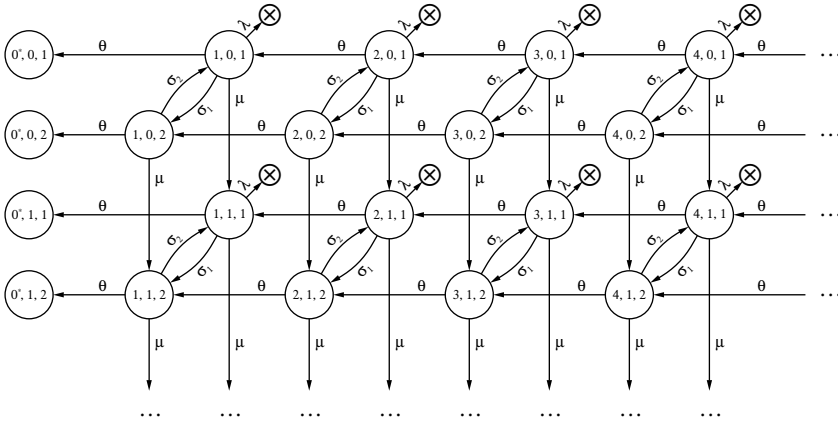 λ λ λ λ
0*, 0, 1 θ 1, 0, 1 θ 2, 0, 1 θ 3, 0, 1 θ 4, 0, 1 θ ...
σ2 σ1 μ σ2 σ1 μ σ2 σ1 μ σ2 σ1 μ
0*, 0, 2 θ 1, 0, 2 θ 2, 0, 2 θ 3, 0, 2 θ 4, 0, 2 θ ...
μ λ μ λ μ λ μ λ
0*, 1, 1 θ 1, 1, 1 θ 2, 1, 1 θ 3, 1, 1 θ 4, 1, 1 θ ...
σ2 σ1 σ2 σ1 σ2 σ1 σ2 σ1
0*, 1, 2 θ 1, 1, 2 θ 2, 1, 2 θ 3, 1, 2 θ 4, 1, 2 θ ...
μ μ μ μ μ μ μ μ
... ... ... ... ... ... ... ...